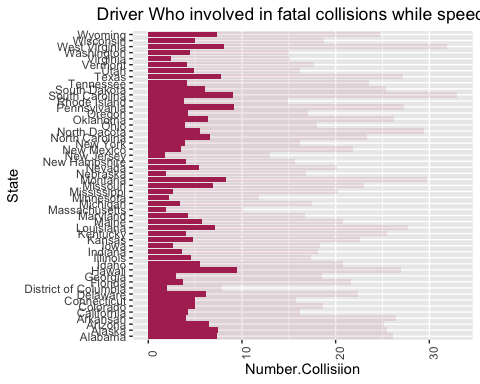 Driver Who involved in fatal collisions while speed
Wyoming
Wisconsin
West Virginia
Washington
Virginia
Vermont
Utah
Texas
Tennessee
South Dakota
South Carolina
Rhode Island
Pennsylvania
Oregon
Oklahoma
Ohio
North Dakota
North Carolina
New York
New Mexico
New Jersey
New Hampshire
Nevada
Nebraska
Montana
Missouri
Mississippi
Minnesota
Michigan
Massachusetts
Maryland
Maine
Louisiana
Kentucky
Kansas
Iowa
Indiana
Illinois
Idaho
Hawaii
Georgia
Florida
District of Columbia
Delaware
Connecticut
Colorado
California
Arkansan
Arizona
Alaska
Alabama
State
0 10 20 30
Number.Collisiion